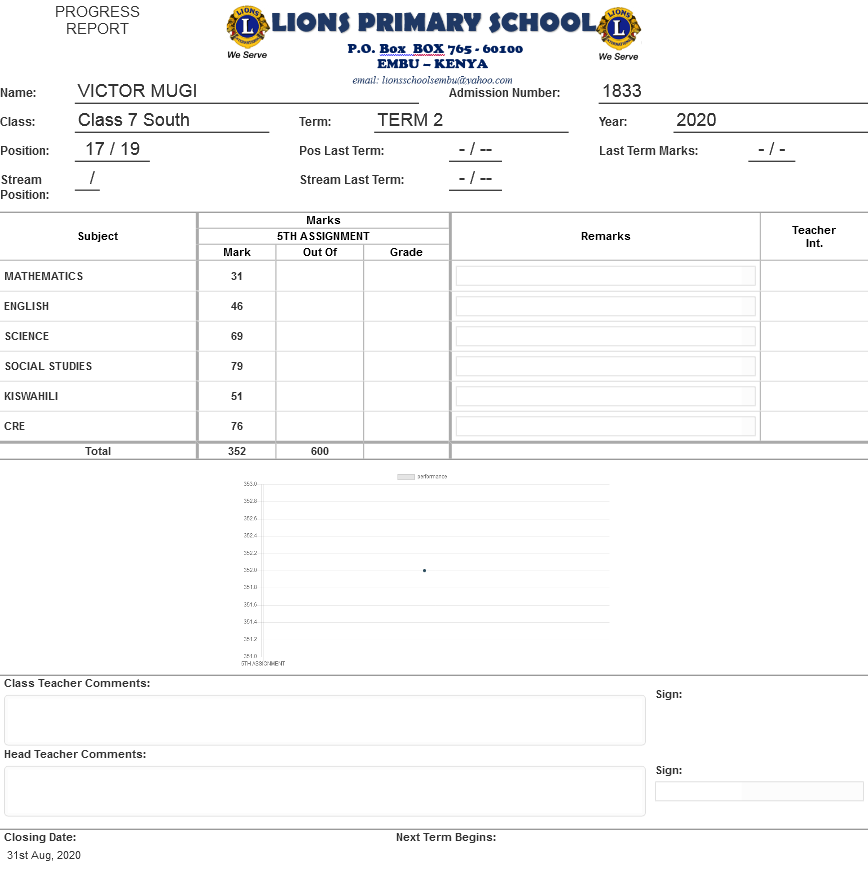 PROGRESS
REPORT
LIONS
L
INTERNATIONAL
We Serve
LIONS PRIMARY SCHOOL
P.O. Box BOX 765 - 60100
EMBU – KENYA
email: lionsschoolsembu@yahoo.com
LIONS
L
INTERNATIONAL
We Serve
Name: VICTOR MUGI Admission Number: 1833
Class: Class 7 South Term: TERM 2 Year: 2020
Position: 17 / 19 Pos Last Term: - / -- Last Term Marks: - / -
Stream Position: / Stream Last Term: - / --
Subject Marks Remarks Teacher Int.
5TH ASSIGNMENT
Mark Out Of Grade
MATHEMATICS 31
ENGLISH 46
SCIENCE 69
SOCIAL STUDIES 79
KISWAHILI 51
CRE 76
Total 352 600
performance
353.0
352.8
352.6
352.4
352.2
352.0
351.8
351.6
351.4
351.2
351.0
5TH ASSIGNMENT
Class Teacher Comments:
Sign:
Head Teacher Comments:
Sign:
Closing Date: Next Term Begins:
31st Aug, 2020